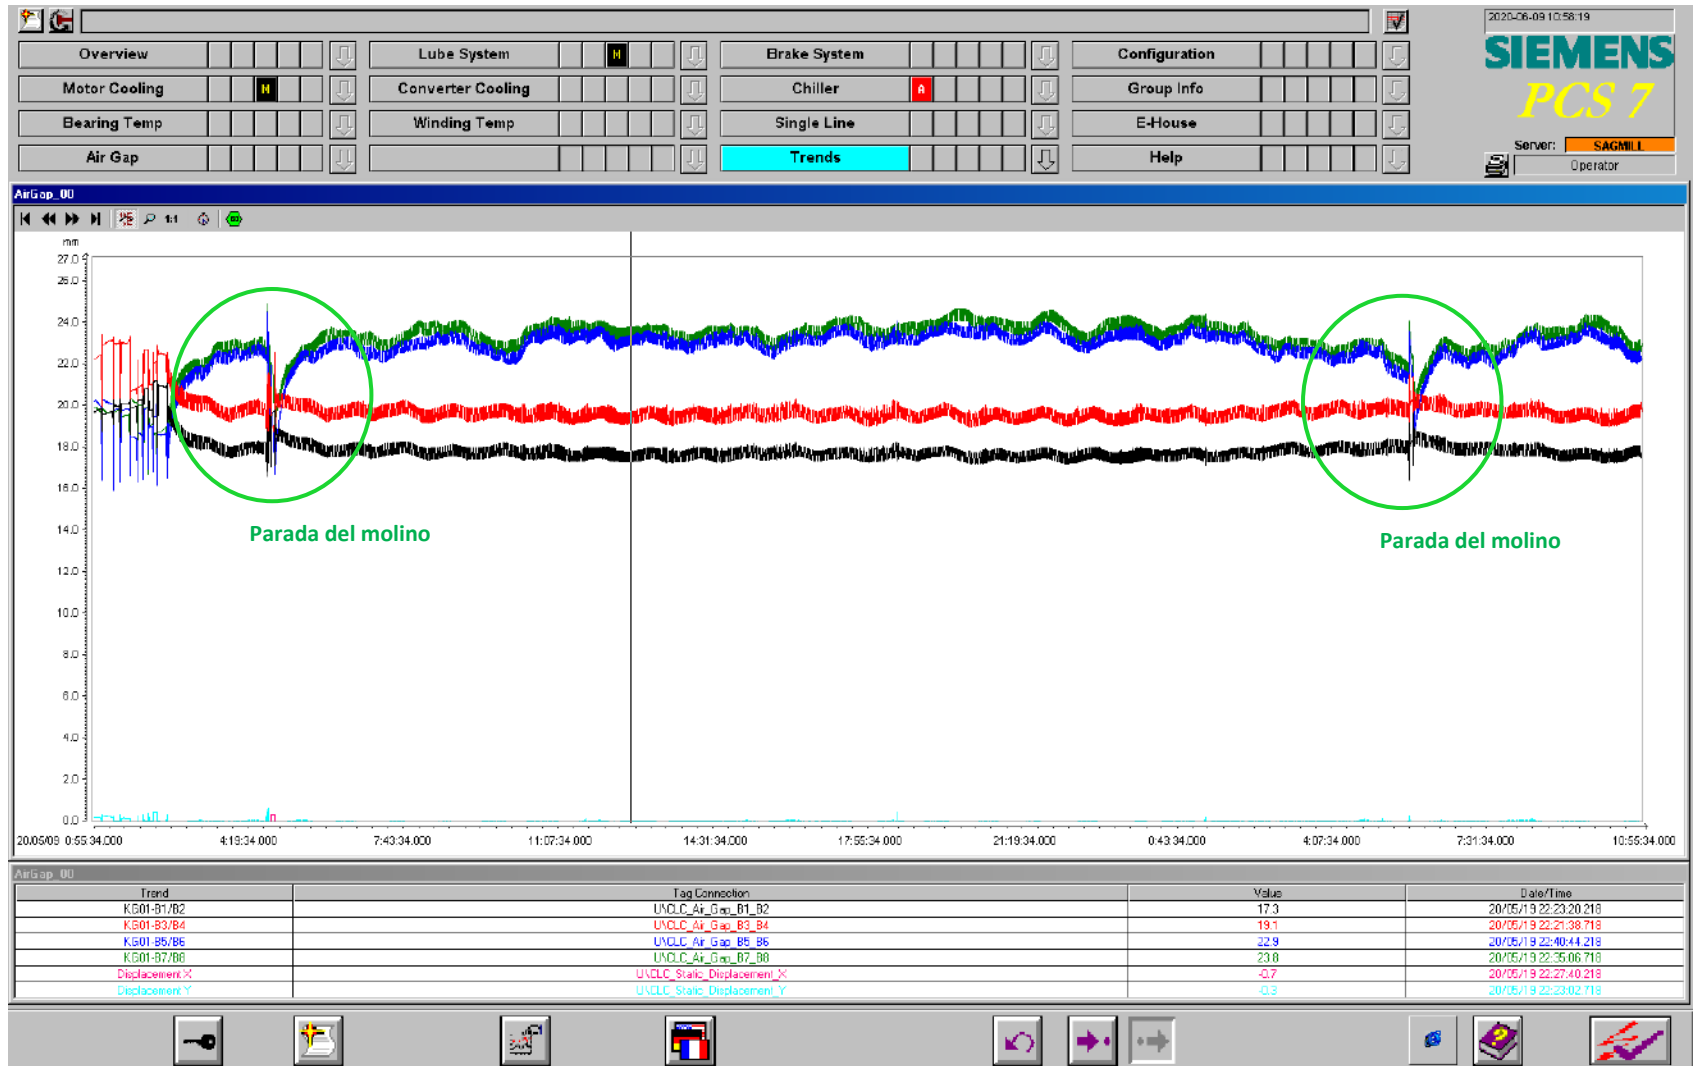 2020-06-09 10:58:19
Overview Lube System M Brake System Configuration
SIEMENS
Motor Cooling M Converter Cooling Chiller A Group Info
PCS 7
Bearing Temp Winding Temp Single Line E-House
Server: SAGMILL
Air Gap Trends Help
Operator
AirGap_00
1:1
mm
27.0
26.0
24.0
22.0
20.0
18.0
16.0
14.0
12.0
10.0
8.0
6.0
4.0
2.0
0.0
Parada del molino
Parada del molino
20/05/09 0:55:34.000 4:19:34.000 7:43:34.000 11:07:34.000 14:31:34.000 17:55:34.000 21:19:34.000 0:43:34.000 4:07:34.000 7:31:34.000 10:55:34.000
AirGap_00
Trend Tag Connection Value Date/Time
KG01-B1/B2 U\CLC_Air_Gap_B1_B2 17.3 20/05/19 22:23:20.218
KG01-B3/B4 U\CLC_Air_Gap_B3_B4 19.1 20/05/19 22:21:38.718
KG01-B5/B6 U\CLC_Air_Gap_B5_B6 22.9 20/05/19 22:40:44.218
KG01-B7/B8 U\CLC_Air_Gap_B7_B8 23.8 20/05/19 22:35:06.718
Displacement X U\CLC_Static_Displacement_X -0.7 20/05/19 22:27:40.218
Displacement Y U\CLC_Static_Displacement_Y -0.3 20/05/19 22:23:02.718